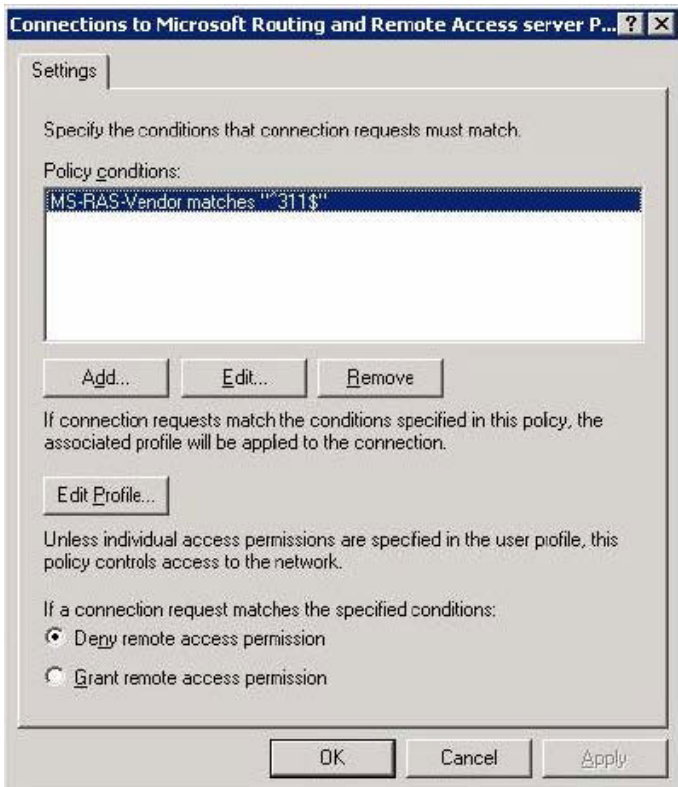 Connections to Microsoft Routing and Remote Access server P... ? X
Settings
Specify the conditions that connection requests must match.
Policy condtions:
MS-RAS-Vendor matches "^311$"
Add... Edit... Remove
If connection requests match the conditions specified in this policy, the
associated profile will be applied to the connection.
Edit Profile...
Unless individual access permissions are specified in the user profile, this
policy controls access to the network.
If a connection request matches the specified conditions:
Deny remote access permission
Grant remote access permission
OK Cancel Apply